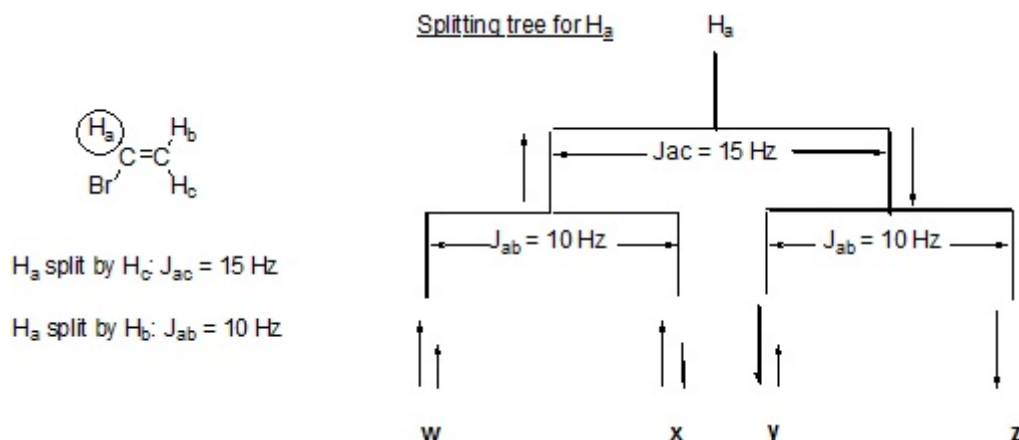 Splitting tree for Ha
Ha
Ha
Hb
C=C
Br
Hc
Jac = 15 Hz
Jab = 10 Hz
Jab = 10 Hz
Ha split by Hc: Jac = 15 Hz
Ha split by Hb: Jab = 10 Hz
w
x
y
z